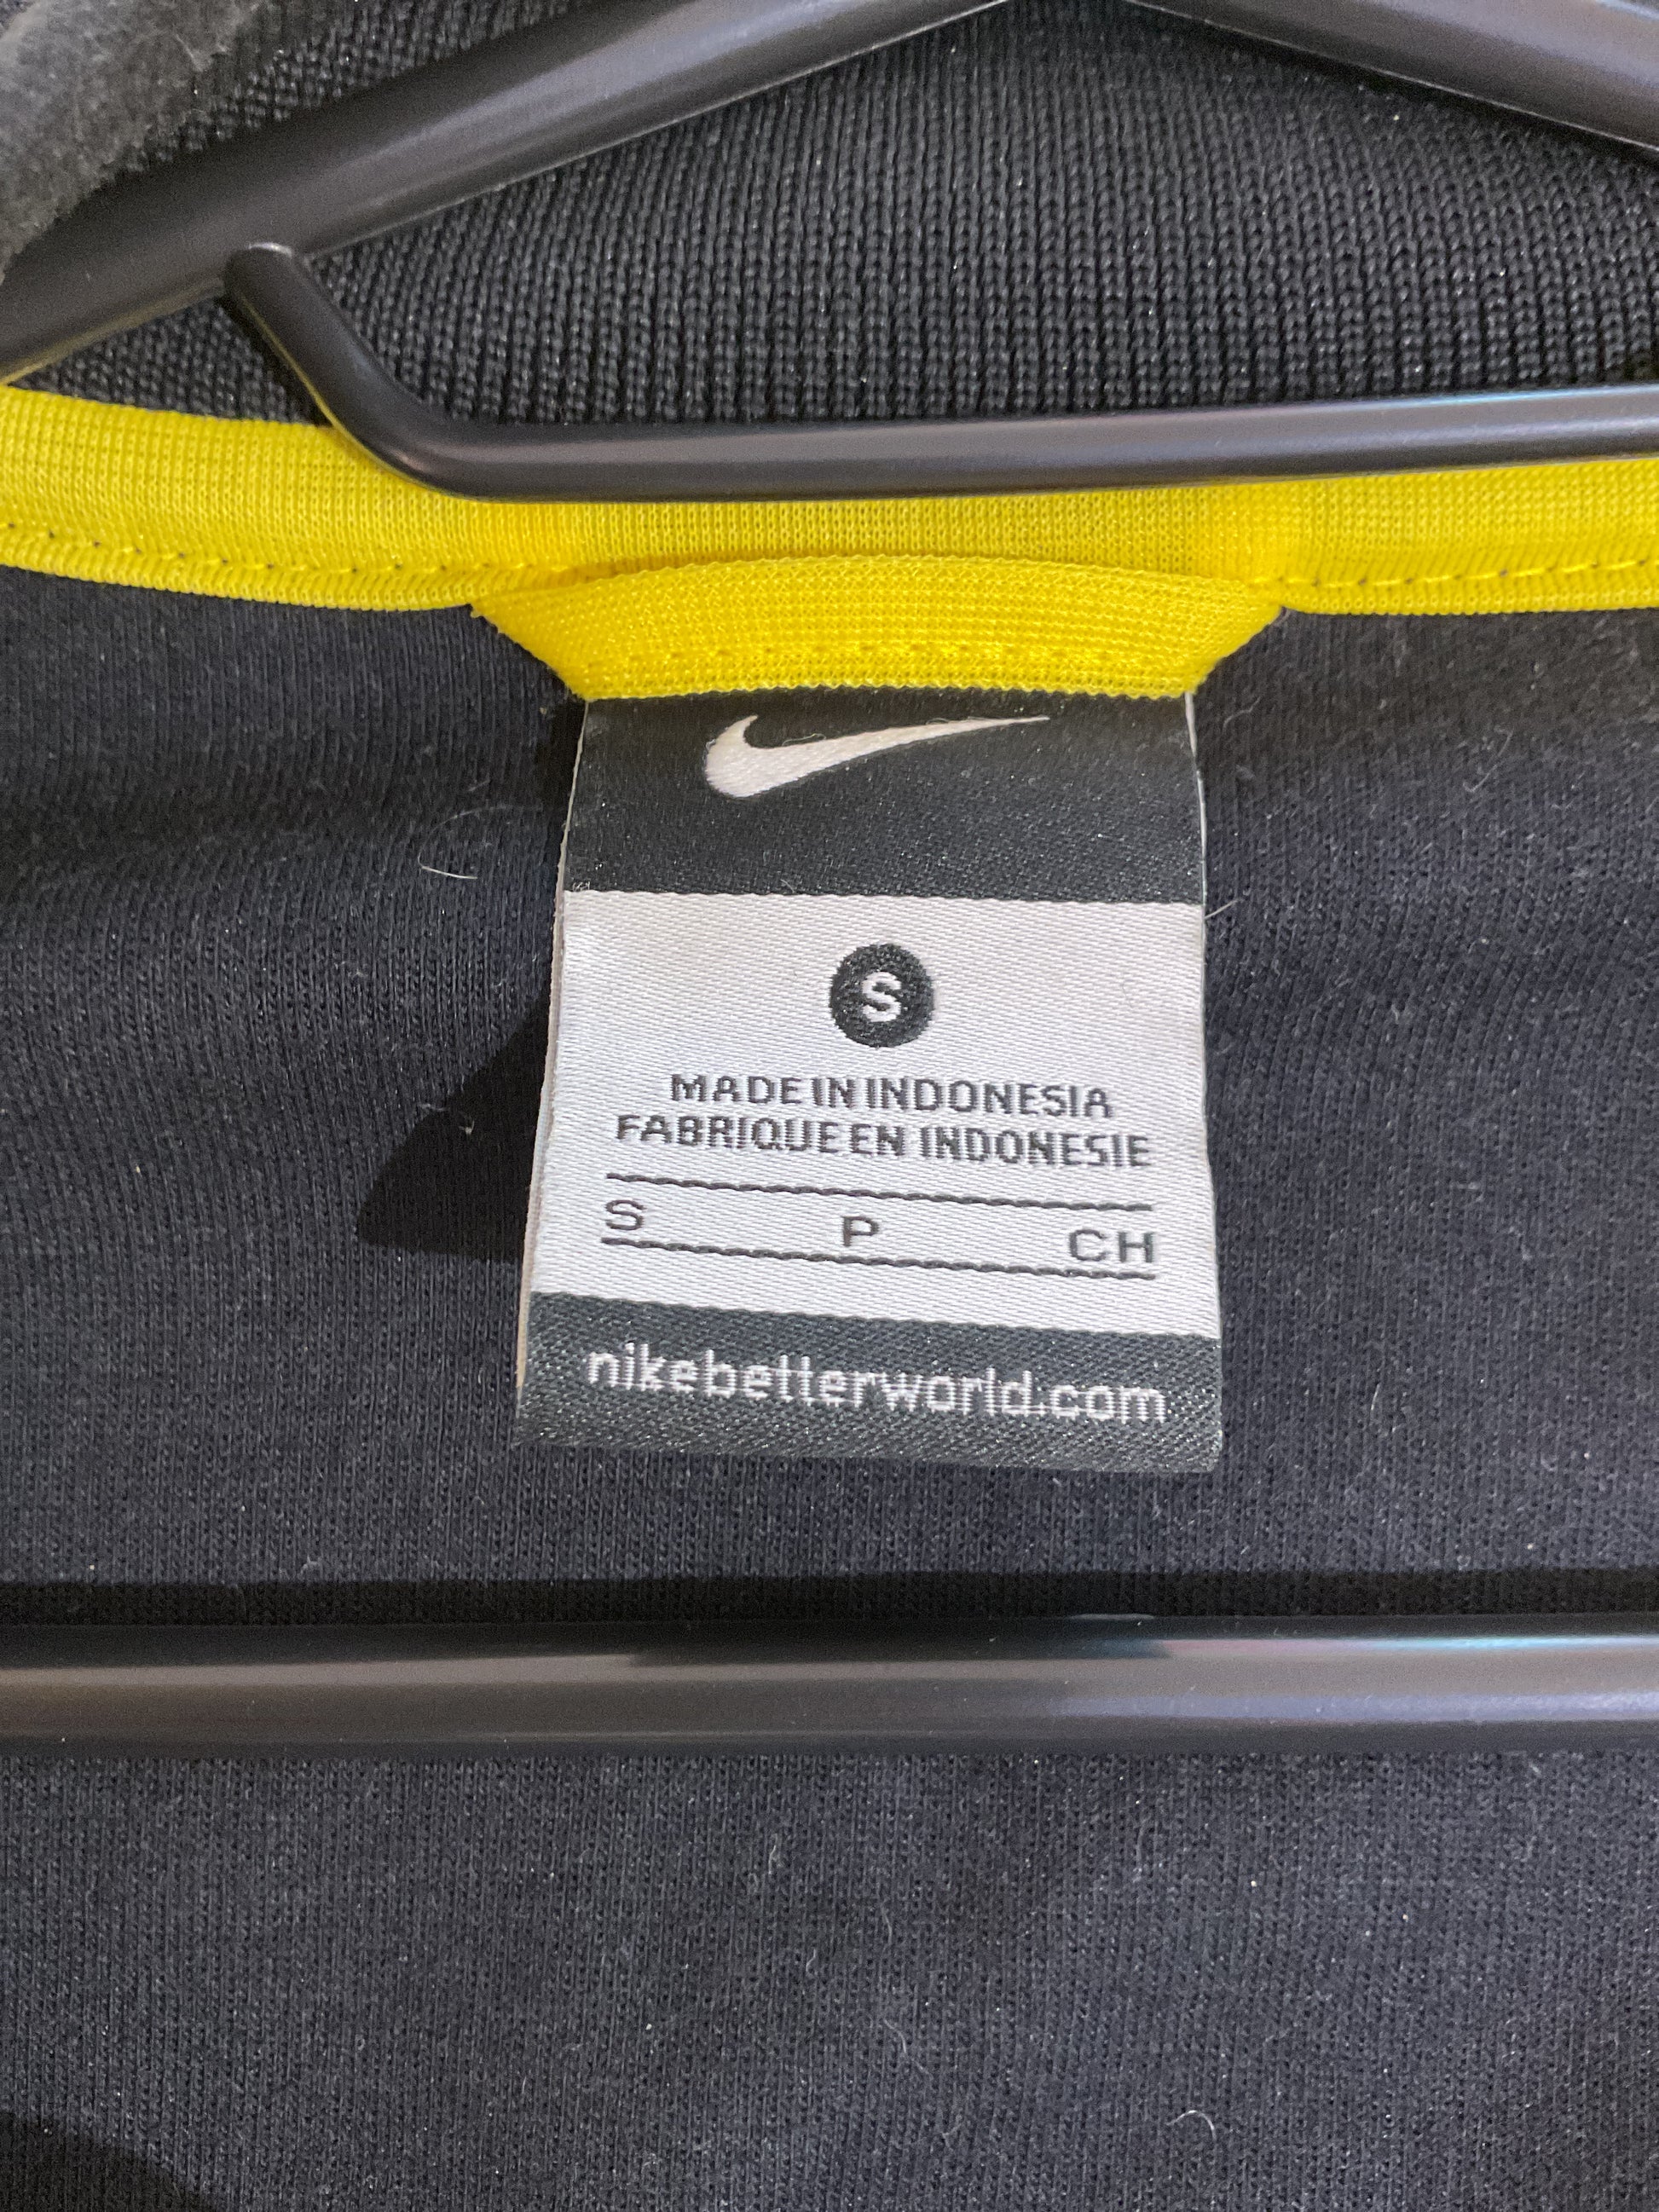 S
MADE IN INDONESIA
FABRIQUE EN INDONESIE
S P CH
nikebetterworld.com